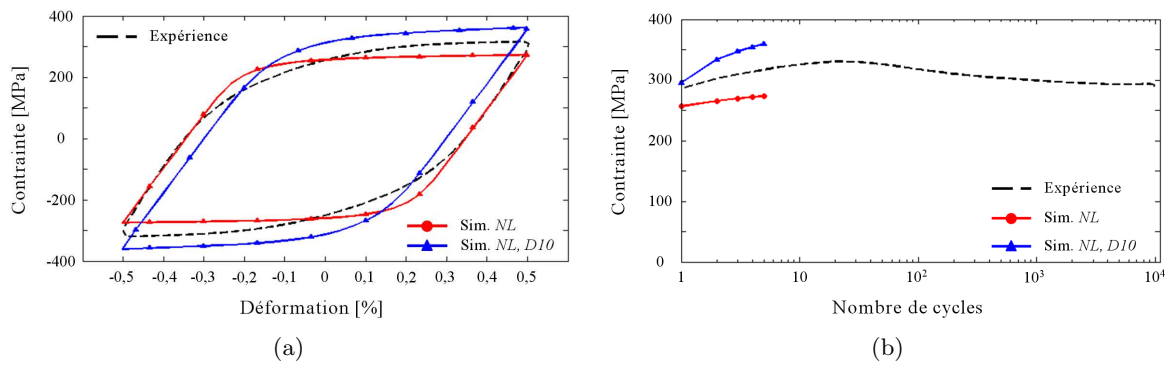 400
200
0
-200
-400
Contrainte [MPa]
-0,5
-0,4
-0,3
-0,2
-0,1
0
0,1
0,2
0,3
0,4
0,5
Déformation [%]
Expérience
Sim. NL
Sim. NL, D10
(a)
400
300
200
100
0
Contrainte [MPa]
1
10
10²
10³
10⁴
Nombre de cycles
Expérience
Sim. NL
Sim. NL, D10
(b)